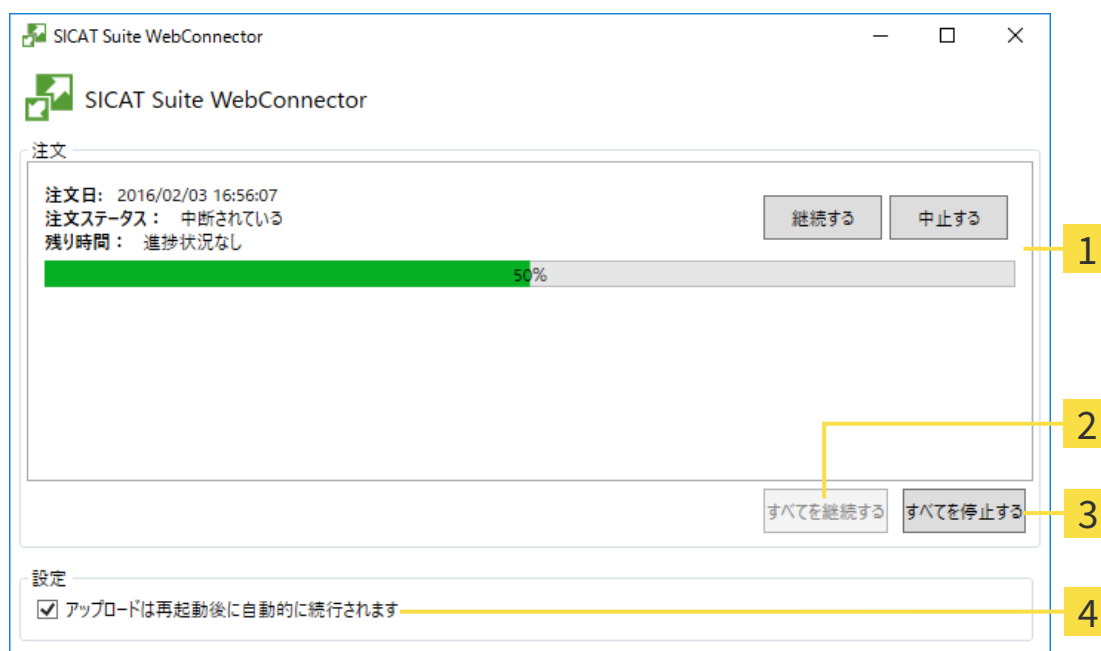 SICAT Suite WebConnector
SICAT Suite WebConnector
注文
注文日: 2016/02/03 16:56:07
注文ステータス： 中断されている
残り時間： 進捗状況なし
継続する 中止する
1
50%
2
すべてを継続する すべてを停止する
3
設定
アップロードは再起動後に自動的に続行されます
4